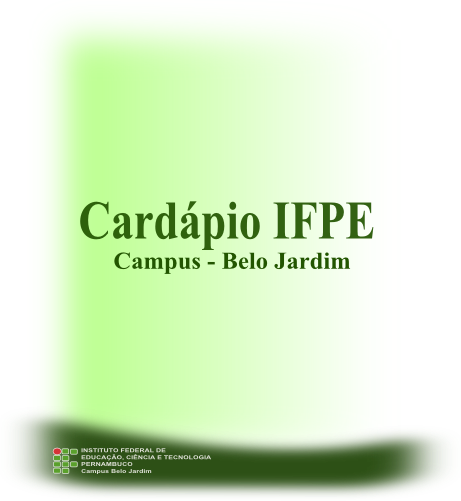 Cardápio IFPE
Campus - Belo Jardim
INSTITUTO FEDERAL DE
EDUCAÇÃO, CIÊNCIA E TECNOLOGIA
PERNAMBUCO
Campus Belo Jardim